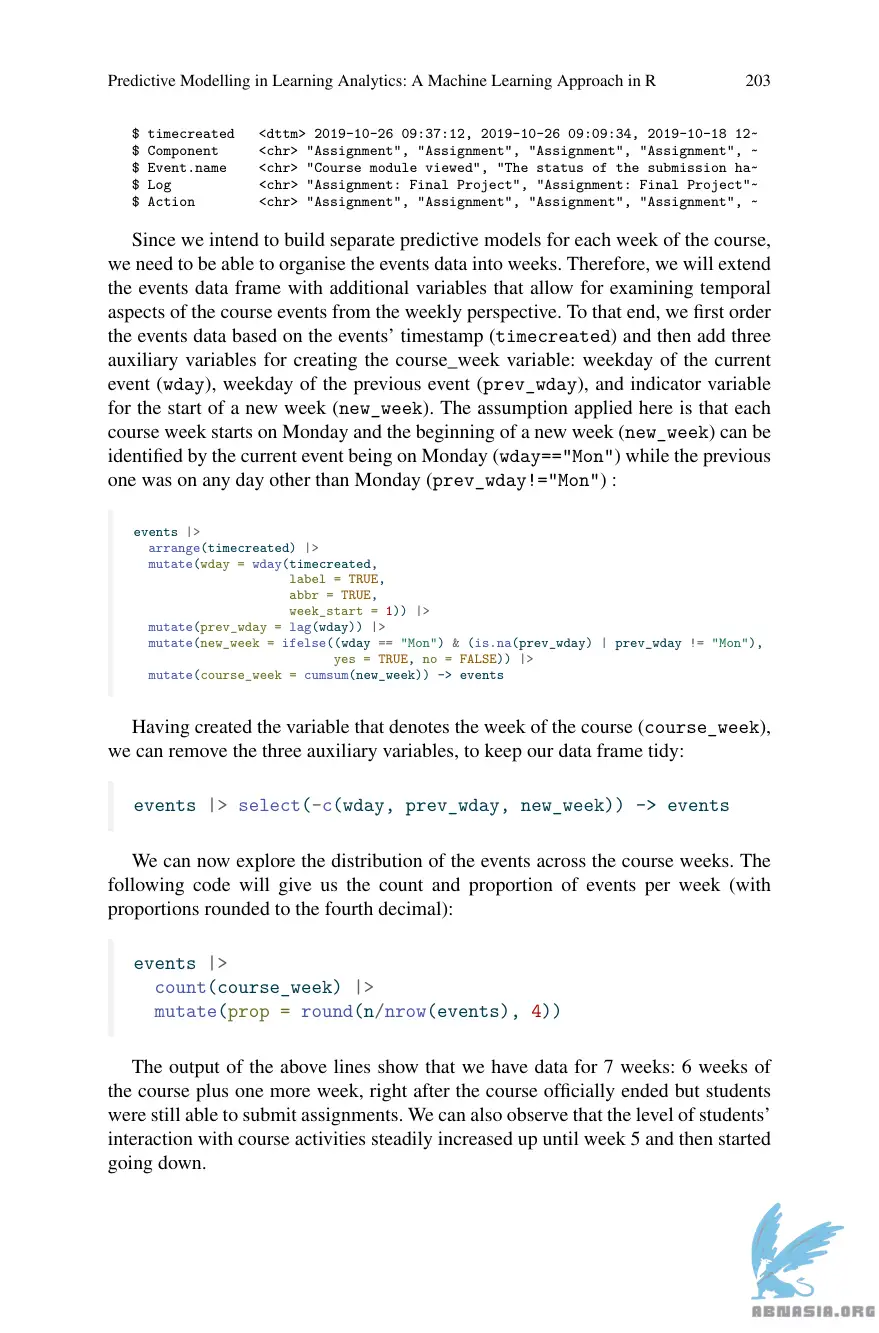 Predictive Modelling in Learning Analytics: A Machine Learning Approach in R 203
$ timecreated <dttm> 2019-10-26 09:37:12, 2019-10-26 09:09:34, 2019-10-18 12~
$ Component <chr> "Assignment", "Assignment", "Assignment", "Assignment", ~
$ Event.name <chr> "Course module viewed", "The status of the submission ha~
$ Log <chr> "Assignment: Final Project", "Assignment: Final Project"~
$ Action <chr> "Assignment", "Assignment", "Assignment", "Assignment", ~
Since we intend to build separate predictive models for each week of the course,
we need to be able to organise the events data into weeks. Therefore, we will extend
the events data frame with additional variables that allow for examining temporal
aspects of the course events from the weekly perspective. To that end, we first order
the events data based on the events' timestamp (timecreated) and then add three
auxiliary variables for creating the course_week variable: weekday of the current
event (wday), weekday of the previous event (prev_wday), and indicator variable
for the start of a new week (new_week). The assumption applied here is that each
course week starts on Monday and the beginning of a new week (new_week) can be
identified by the current event being on Monday (wday=="Mon") while the previous
one was on any day other than Monday (prev_wday!="Mon") :
events |>
arrange(timecreated) |>
mutate(wday = wday(timecreated,
label = TRUE,
abbr = TRUE,
week_start = 1)) |>
mutate(prev_wday = lag(wday)) |>
mutate(new_week = ifelse((wday == "Mon") & (is.na(prev_wday) | prev_wday != "Mon"),
yes = TRUE, no = FALSE)) |>
mutate(course_week = cumsum(new_week)) -> events
Having created the variable that denotes the week of the course (course_week),
we can remove the three auxiliary variables, to keep our data frame tidy:
events |> select(-c(wday, prev_wday, new_week)) -> events
We can now explore the distribution of the events across the course weeks. The
following code will give us the count and proportion of events per week (with
proportions rounded to the fourth decimal):
events |>
count(course_week) |>
mutate(prop = round(n/nrow(events), 4))
The output of the above lines show that we have data for 7 weeks: 6 weeks of
the course plus one more week, right after the course officially ended but students
were still able to submit assignments. We can also observe that the level of students'
interaction with course activities steadily increased up until week 5 and then started
going down.
ABNASIA.ORG